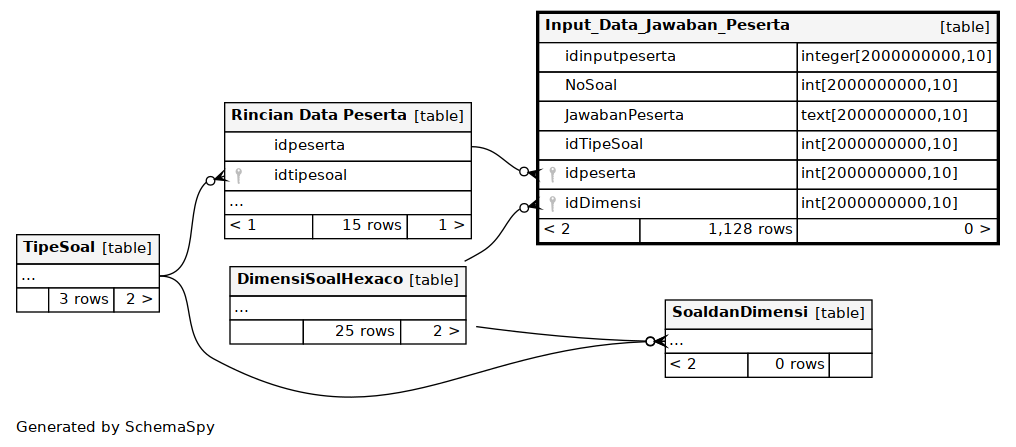 Input_Data_Jawaban_Peserta [table]
idinputpeserta integer[2000000000,10]
NoSoal int[2000000000,10]
JawabanPeserta text[2000000000,10]
idTipeSoal int[2000000000,10]
idpeserta int[2000000000,10]
idDimensi int[2000000000,10]
< 2 1,128 rows 0 >
Rincian Data Peserta [table]
idpeserta
idtipesoal
...
< 1 15 rows 1 >
TipeSoal [table]
...
3 rows 2 >
DimensiSoalHexaco [table]
...
25 rows 2 >
SoaldanDimensi [table]
...
< 2 0 rows
Generated by SchemaSpy